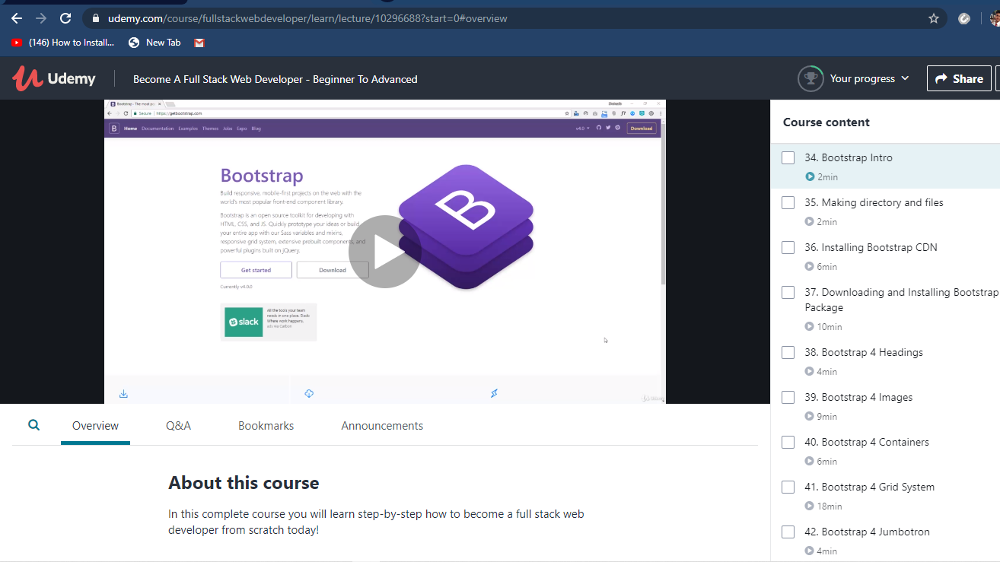 udemy.com/course/fullstackwebdeveloper/learn/lecture/10296688?start=0#overview
(146) How to Install... New Tab
Udemy Become A Full Stack Web Developer - Beginner To Advanced Your progress Share
Bootstrap · The most po
Secure https://getbootstrap.com
B Home Documentation Examples Themes Jobs Expo Blog v4.0 Download
Bootstrap
Build responsive, mobile-first projects on the web with the
world's most popular front-end component library.
Bootstrap is an open source toolkit for developing with
HTML, CSS, and JS. Quickly prototype your ideas or build
your entire app with our Sass variables and mixins,
responsive grid system, extensive prebuilt components, and
powerful plugins built on jQuery.
B
Get started Download
Currently v4.0.0
slack
All the tools your team
needs in one place. Slack:
Where work happens.
ads via Carbon
Udemy
Overview Q&A Bookmarks Announcements
About this course
In this complete course you will learn step-by-step how to become a full stack web
developer from scratch today!
Course content
34. Bootstrap Intro
2min
35. Making directory and files
2min
36. Installing Bootstrap CDN
6min
37. Downloading and Installing Bootstrap
Package
10min
38. Bootstrap 4 Headings
4min
39. Bootstrap 4 Images
9min
40. Bootstrap 4 Containers
6min
41. Bootstrap 4 Grid System
18min
42. Bootstrap 4 Jumbotron
4min